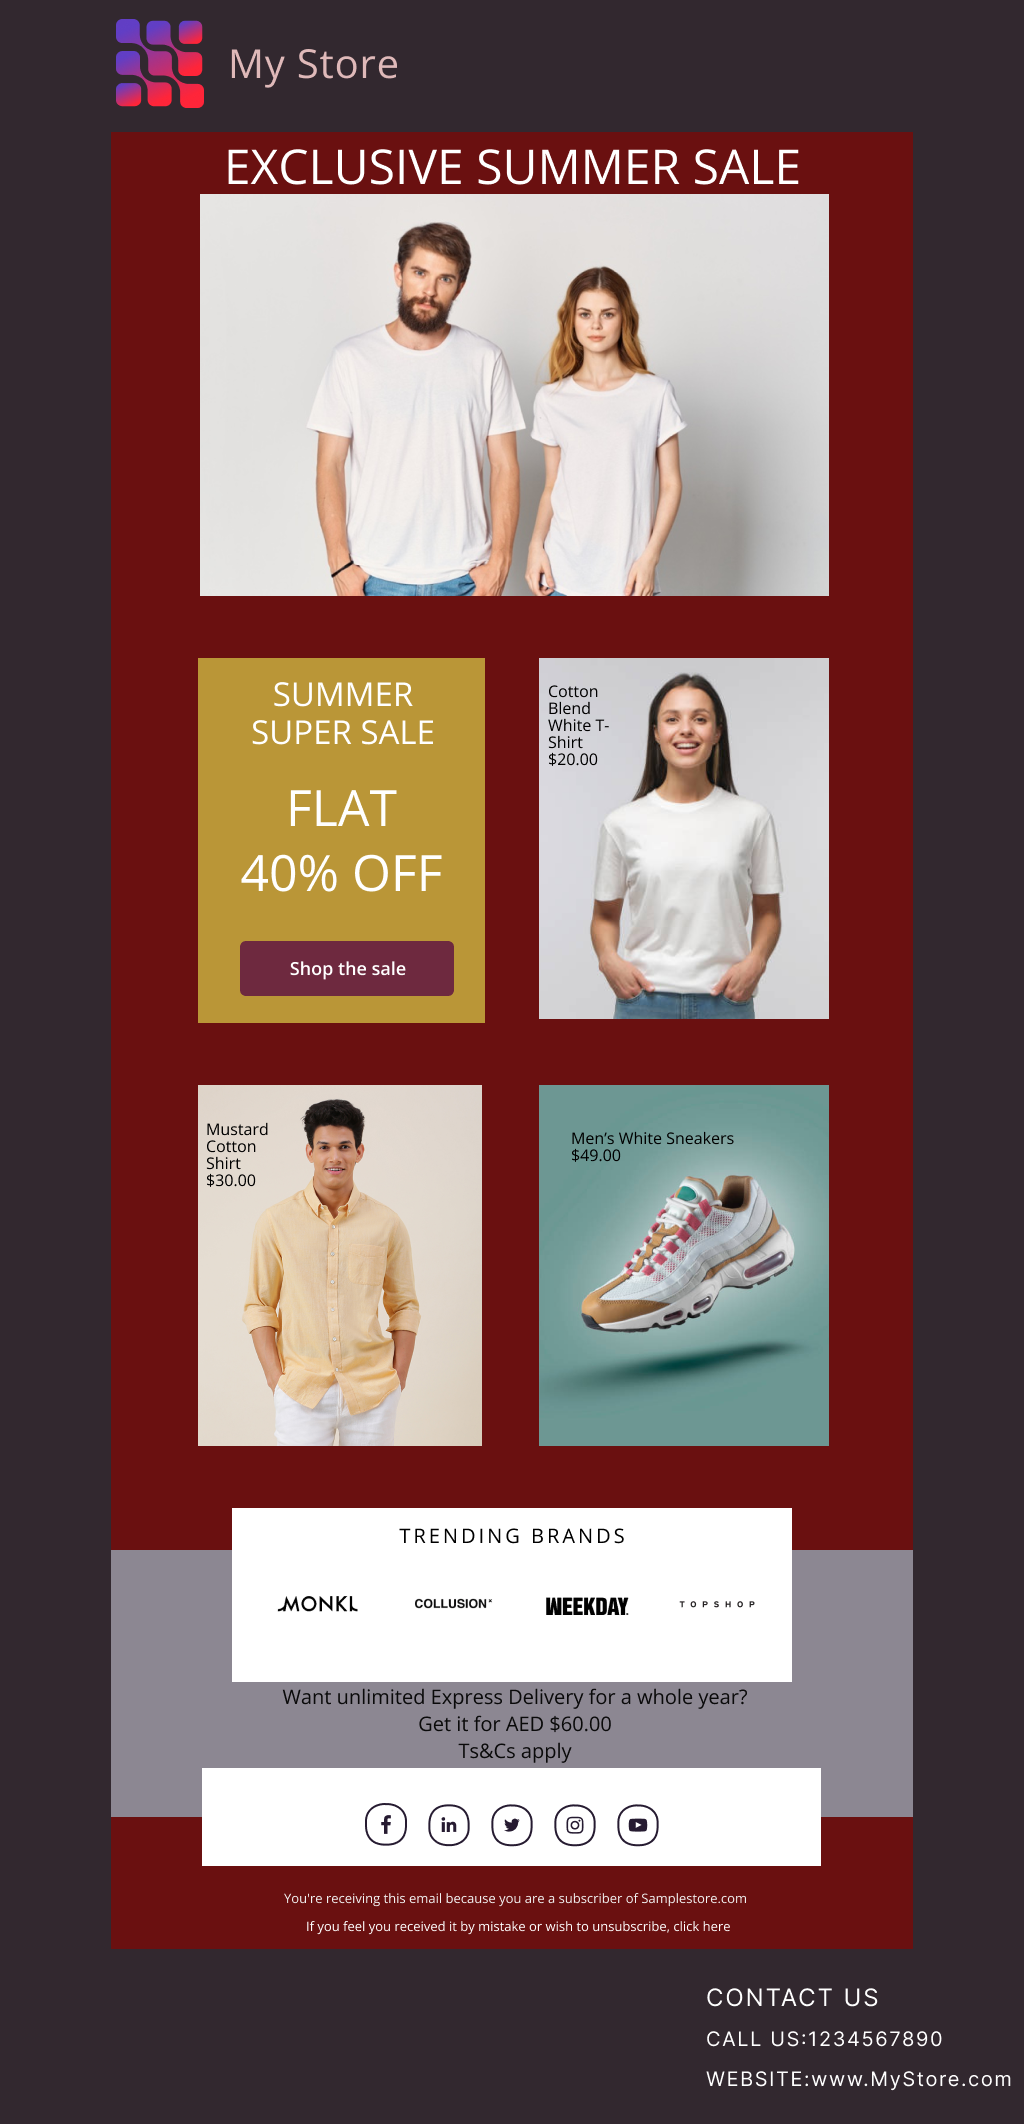 My Store
EXCLUSIVE SUMMER SALE
SUMMER
SUPER SALE
FLAT
40% OFF
Shop the sale
Cotton
Blend
White T-
Shirt
$20.00
Mustard
Cotton
Shirt
$30.00
Men’s White Sneakers
$49.00
TRENDING BRANDS
MONKI
COLLUSION
WEEKDAY
TOPSHOP
Want unlimited Express Delivery for a whole year?
Get it for AED $60.00
Ts&Cs apply
f
in
You're receiving this email because you are a subscriber of Samplestore.com
If you feel you received it by mistake or wish to unsubscribe, click here
CONTACT US
CALL US:1234567890
WEBSITE:www.MyStore.com